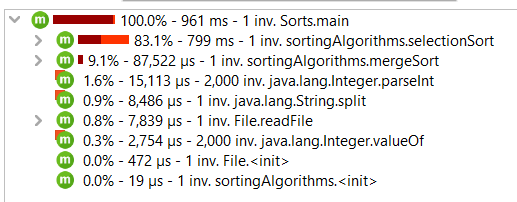 m 100.0% - 961 ms - 1 inv. Sorts.main
m 83.1% - 799 ms - 1 inv. sortingAlgorithms.selectionSort
m 9.1% - 87,522 µs - 1 inv. sortingAlgorithms.mergeSort
m 1.6% - 15,113 µs - 2,000 inv. java.lang.Integer.parseInt
m 0.9% - 8,486 µs - 1 inv. java.lang.String.split
m 0.8% - 7,839 µs - 1 inv. File.readFile
m 0.3% - 2,754 µs - 2,000 inv. java.lang.Integer.valueOf
m 0.0% - 472 µs - 1 inv. File.<init>
m 0.0% - 19 µs - 1 inv. sortingAlgorithms.<init>